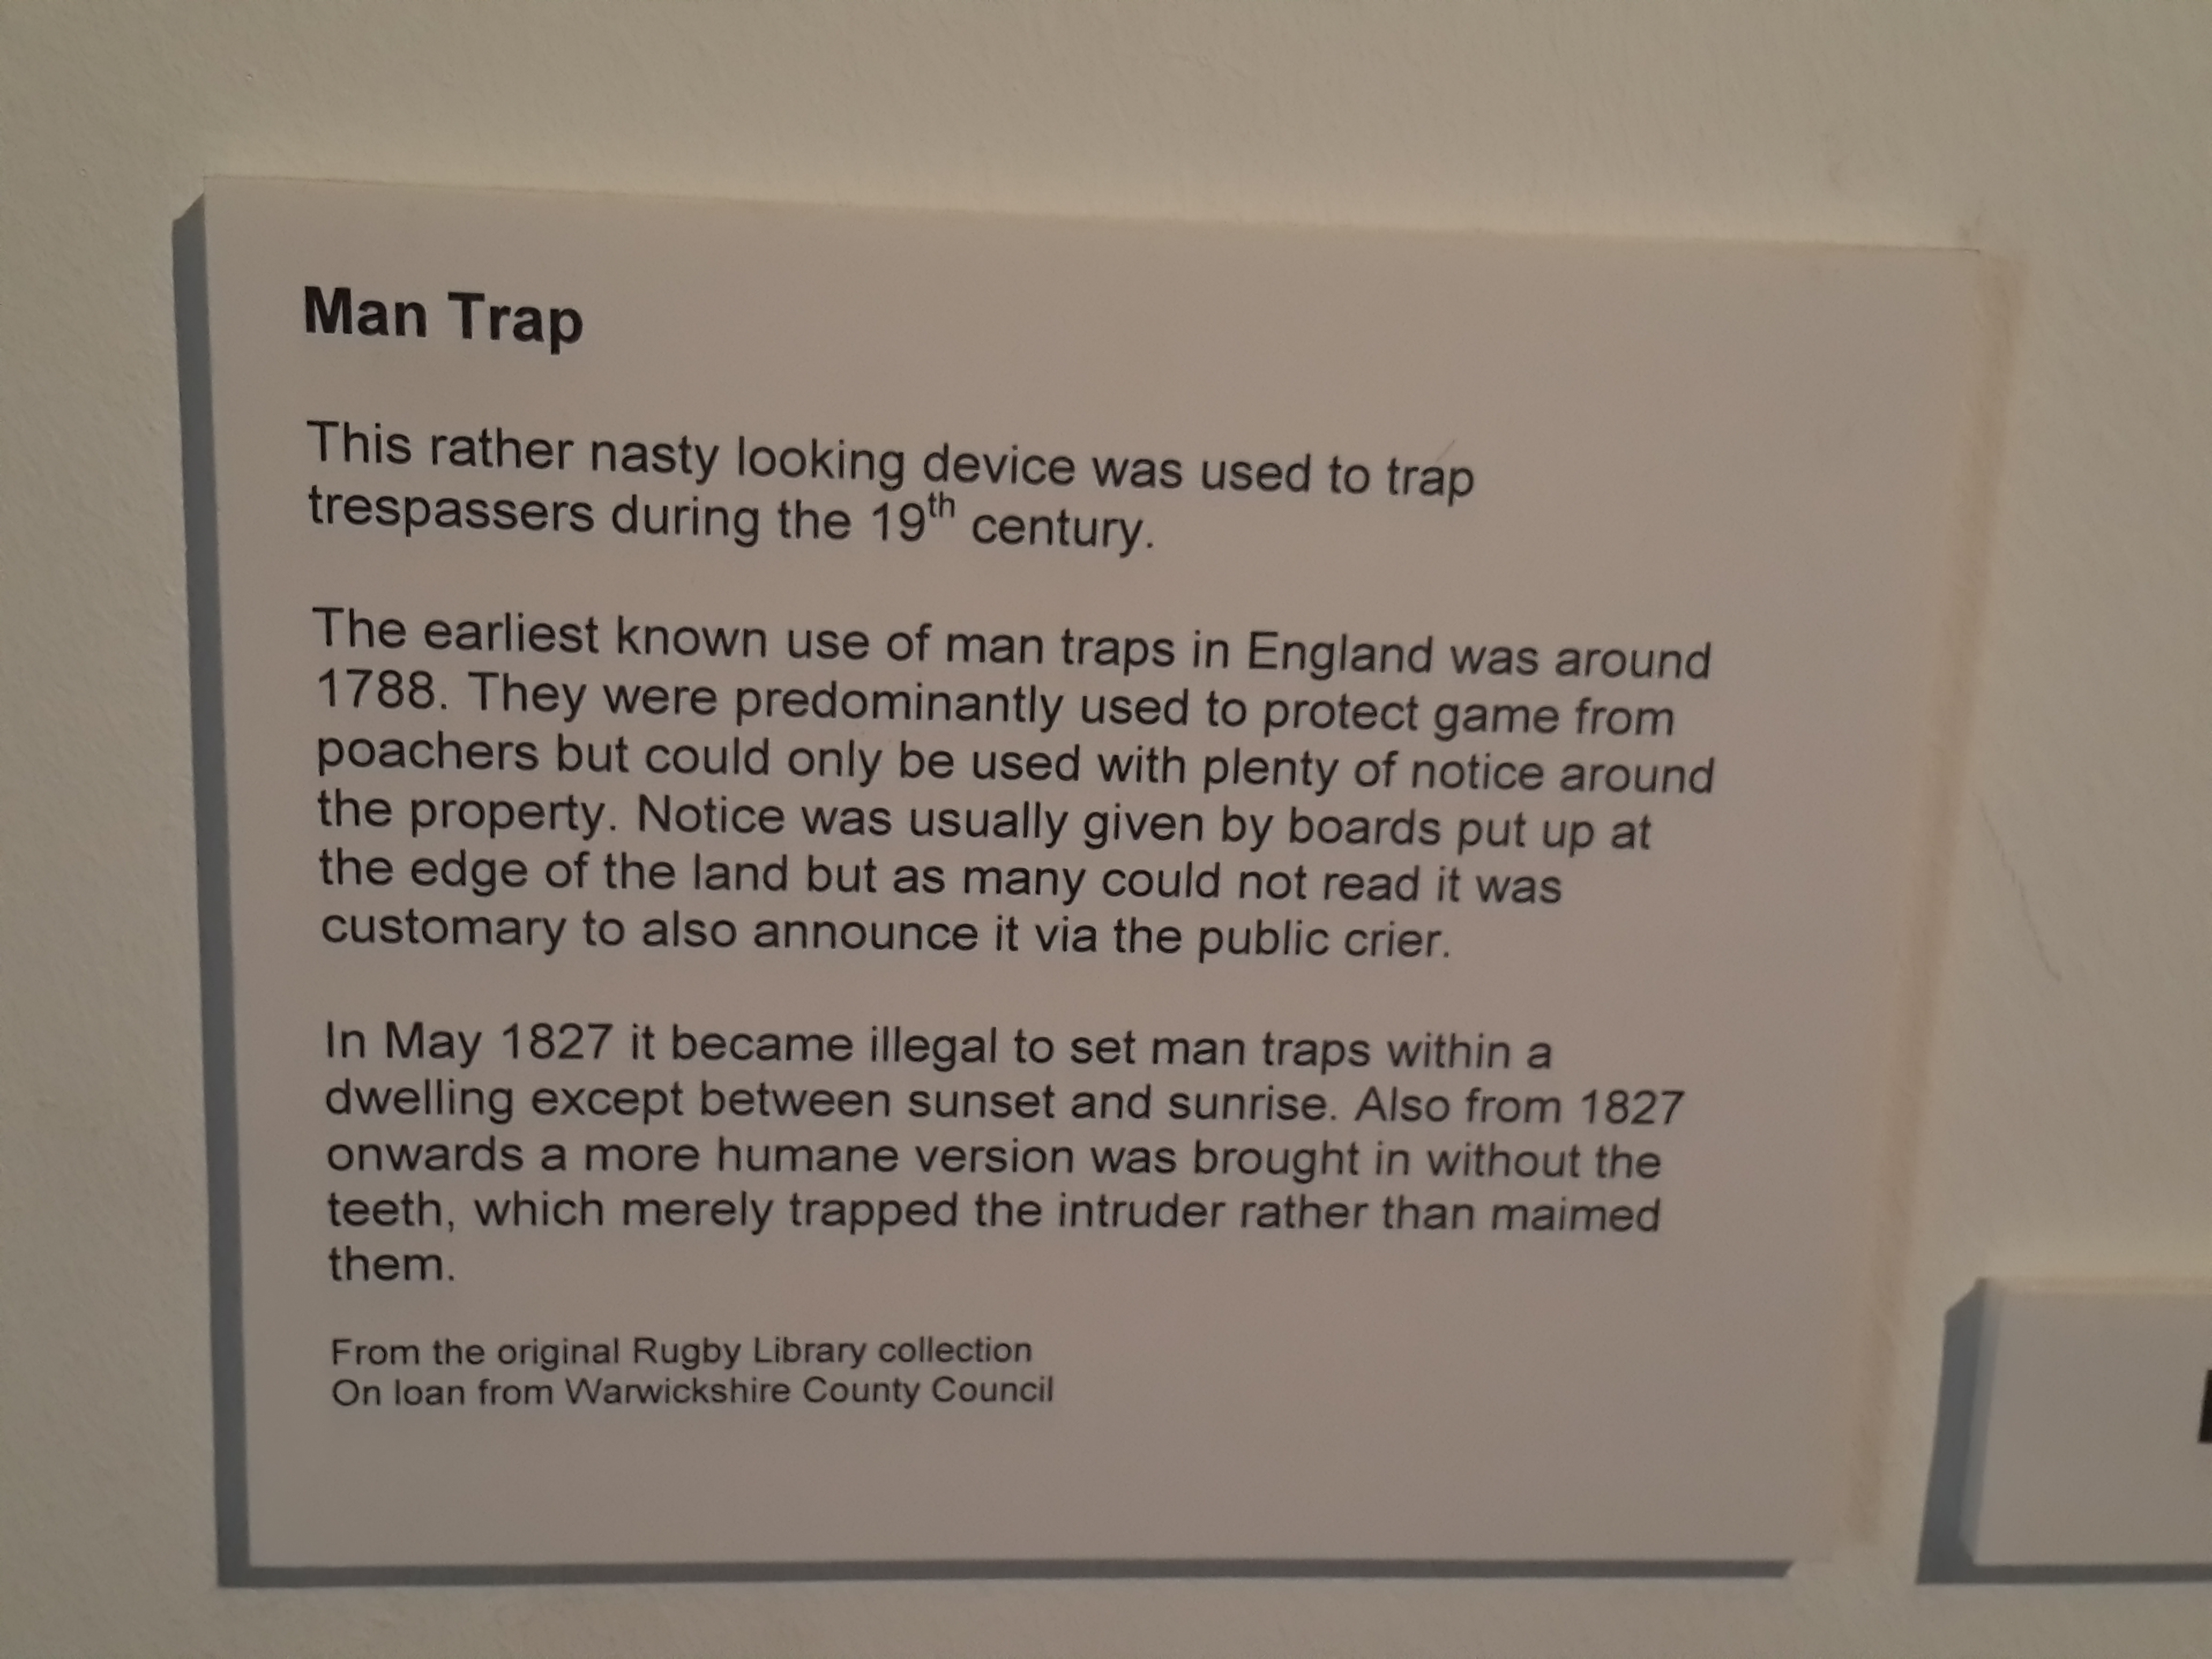 Man Trap
This rather nasty looking device was used to trap
trespassers during the 19th century.
The earliest known use of man traps in England was around
1788. They were predominantly used to protect game from
poachers but could only be used with plenty of notice around
the property. Notice was usually given by boards put up at
the edge of the land but as many could not read it was
customary to also announce it via the public crier.
In May 1827 it became illegal to set man traps within a
dwelling except between sunset and sunrise. Also from 1827
onwards a more humane version was brought in without the
teeth, which merely trapped the intruder rather than maimed
them.
From the original Rugby Library collection
On loan from Warwickshire County Council